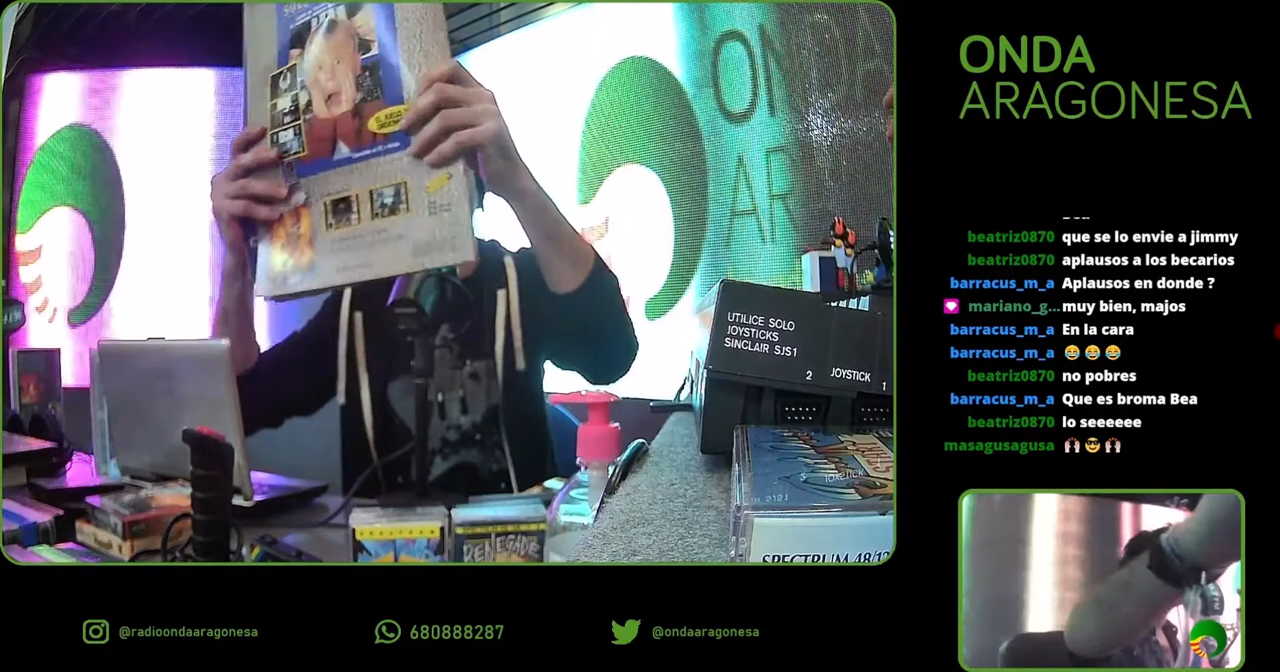 ONDA
ARAGONESA
beatriz0870 que se lo envie a jimmy
beatriz0870 aplausos a los becarios
barracus_m_a Aplausos en donde ?
mariano_g... muy bien, majos
barracus_m_a En la cara
barracus_m_a 😂 😂 😂
beatriz0870 no pobres
barracus_m_a Que es broma Bea
beatriz0870 lo seeeeee
masagusagusa 🙌 😎 🙌
ON
AR
UTILICE SOLO
JOYSTICKS
SINCLAIR SJS1
2 JOYSTICK 1
RENEGADE
SPECTRUM 48/12
@radioondaaragonesa
680888287
@ondaaragonesa